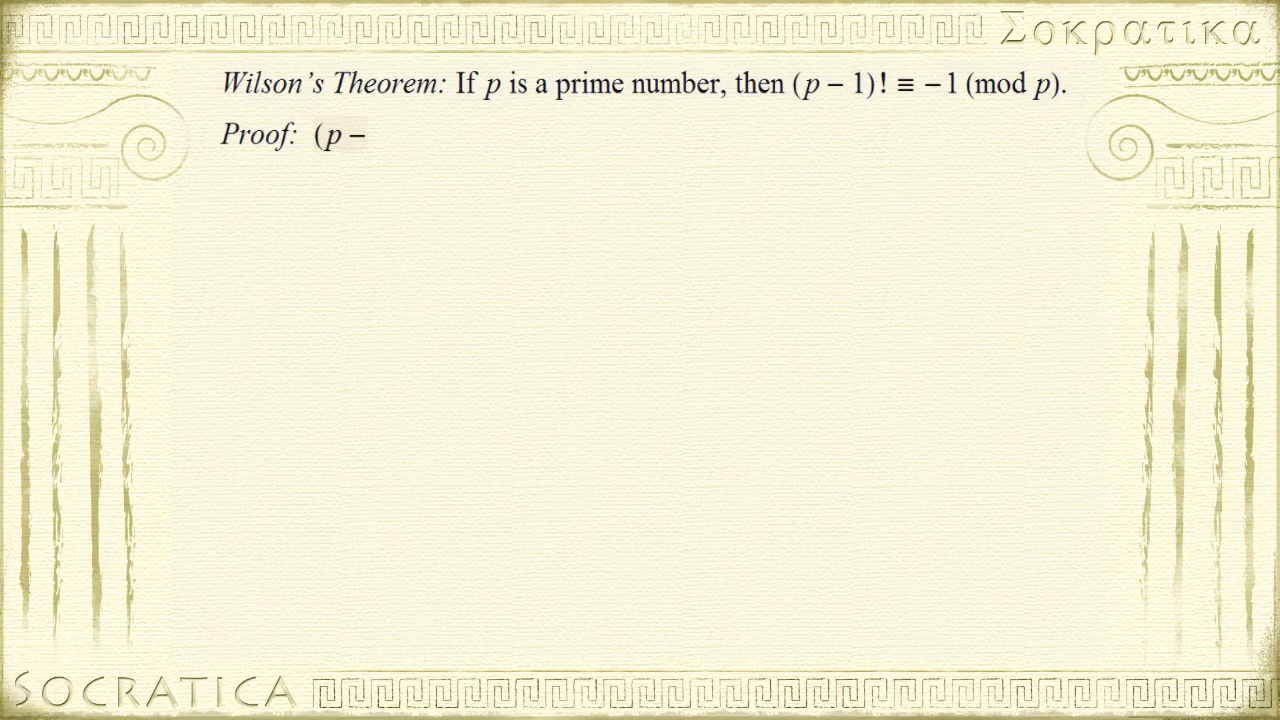 Σοκρατικα
Wilson's Theorem: If p is a prime number, then (p – 1)! ≡ –1 (mod p).
Proof: (p –
SOCRATICA